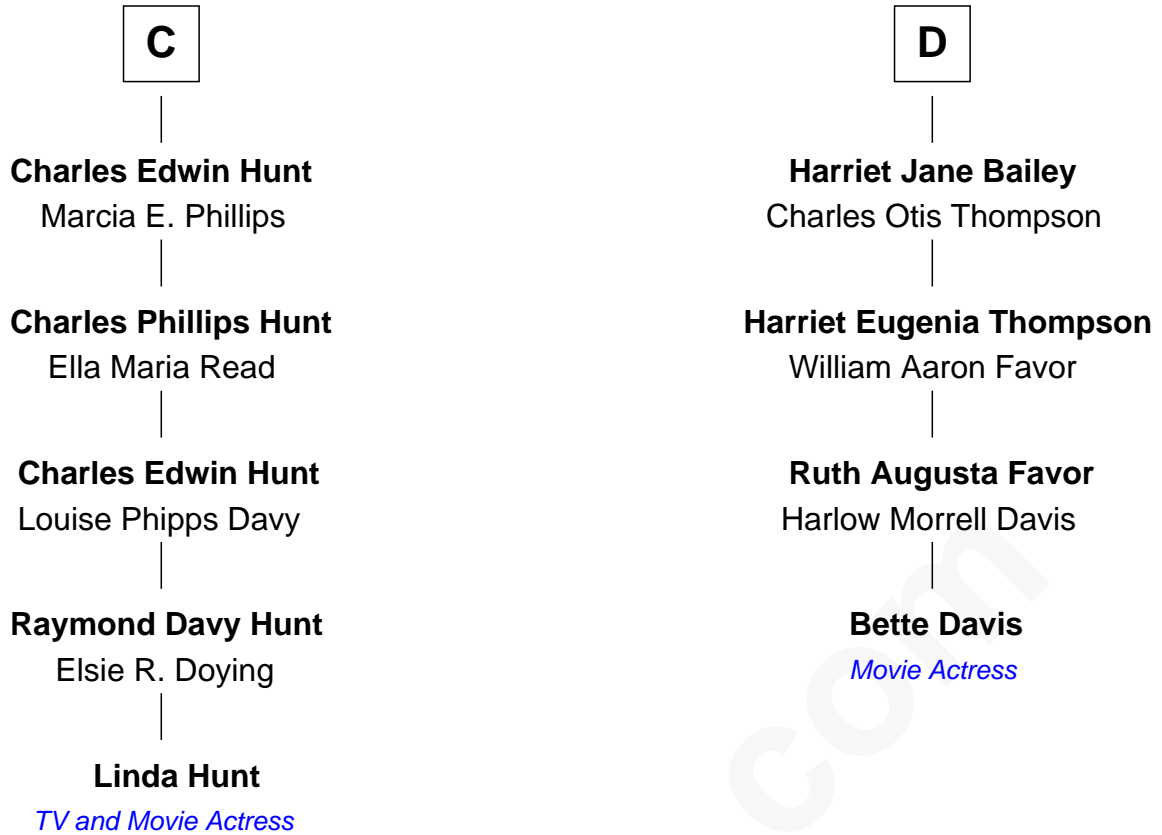 C
Charles Edwin Hunt
Marcia E. Phillips
Charles Phillips Hunt
Ella Maria Read
Charles Edwin Hunt
Louise Phipps Davy
Raymond Davy Hunt
Elsie R. Doying
Linda Hunt
TV and Movie Actress
D
Harriet Jane Bailey
Charles Otis Thompson
Harriet Eugenia Thompson
William Aaron Favor
Ruth Augusta Favor
Harlow Morrell Davis
Bette Davis
Movie Actress
com